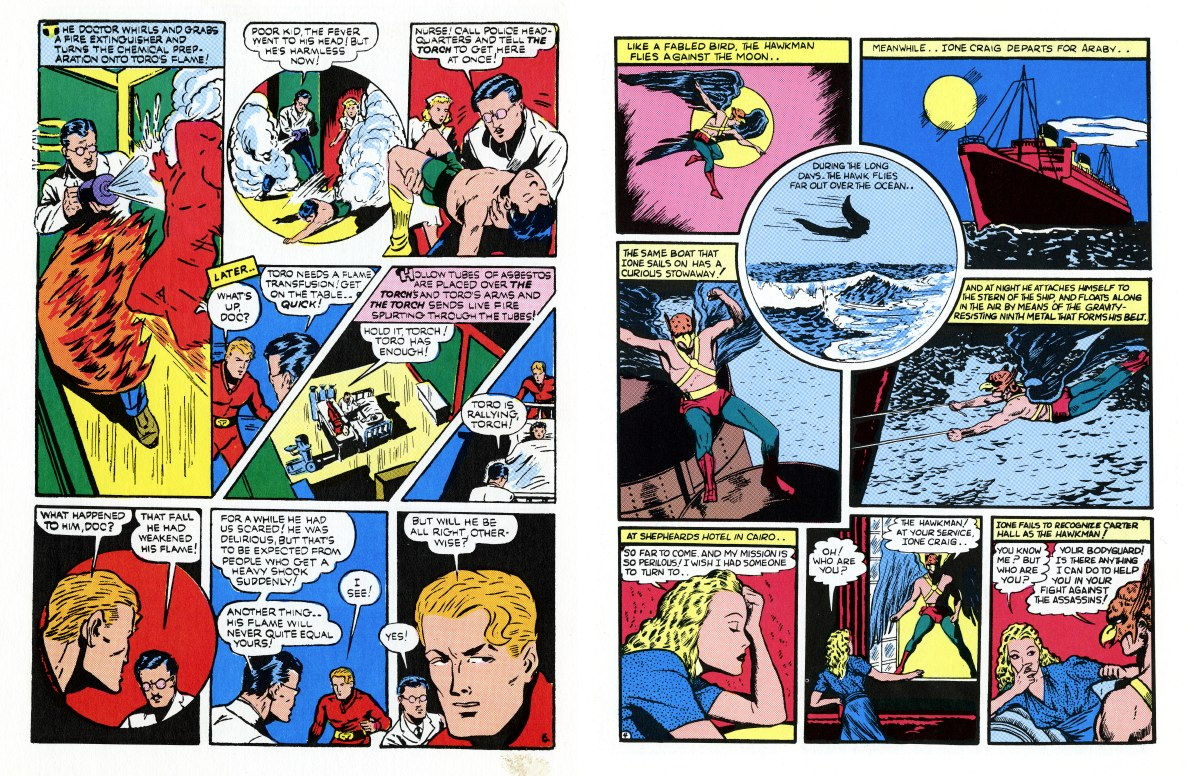 THE DOCTOR WHIRLS AND GRABS
A FIRE EXTINGUISHER AND
TURNS THE CHEMICAL PREP-
ARATION ONTO TORO'S FLAME!
POOR KID, THE FEVER
WENT TO HIS HEAD! BUT
HE'S HARMLESS
NOW!
NURSE! CALL POLICE HEAD-
QUARTERS AND TELL THE
TORCH TO GET HERE
AT ONCE!
LATER..
WHAT'S
UP,
DOC?
TORO NEEDS A FLAME
TRANSFUSION! GET
ON THE TABLE--
QUICK!
HOLLOW TUBES OF ASBESTOS
ARE PLACED OVER THE
TORCH'S AND TORO'S ARMS AND
THE TORCH SENDS LIVE FIRE
SPURTING THROUGH THE TUBES!
HOLD IT, TORCH!
TORO HAS
ENOUGH!
TORO IS
RALLYING,
TORCH!
WHAT HAPPENED
TO HIM, DOC?
THAT FALL
HE HAD
WEAKENED
HIS FLAME!
FOR A WHILE HE HAD
US SCARED! HE WAS
DELIRIOUS, BUT THAT'S
TO BE EXPECTED FROM
PEOPLE WHO GET A
HEAVY SHOCK
SUDDENLY!
I
SEE!
ANOTHER THING--
HIS FLAME WILL
NEVER QUITE EQUAL
YOURS!
BUT WILL HE BE
ALL RIGHT, OTHER-
WISE?
YES!
6
LIKE A FABLED BIRD, THE HAWKMAN
FLIES AGAINST THE MOON..
MEANWHILE.. IONE CRAIG DEPARTS FOR ARABY..
DURING THE LONG
DAYS.. THE HAWK FLIES
FAR OUT OVER THE OCEAN..
THE SAME BOAT THAT
IONE SAILS ON HAS A
CURIOUS STOWAWAY!
AND AT NIGHT HE ATTACHES HIMSELF TO
THE STERN OF THE SHIP, AND FLOATS ALONG
IN THE AIR BY MEANS OF THE GRAVITY-
RESISTING NINTH METAL THAT FORMS HIS BELT.
AT SHEPHEARDS HOTEL IN CAIRO..
SO FAR TO COME. AND MY MISSION IS
SO PERILOUS! I WISH I HAD SOMEONE
TO TURN TO..
OH!
WHO ARE
YOU?
THE HAWKMAN!
AT YOUR SERVICE,
IONE CRAIG..
IONE FAILS TO RECOGNIZE CARTER
HALL AS THE HAWKMAN!
YOU KNOW
ME? BUT
WHO ARE
YOU?
YOUR BODYGUARD!
IS THERE ANYTHING
I CAN DO TO HELP
YOU IN YOUR
FIGHT AGAINST
THE ASSASSINS!
4